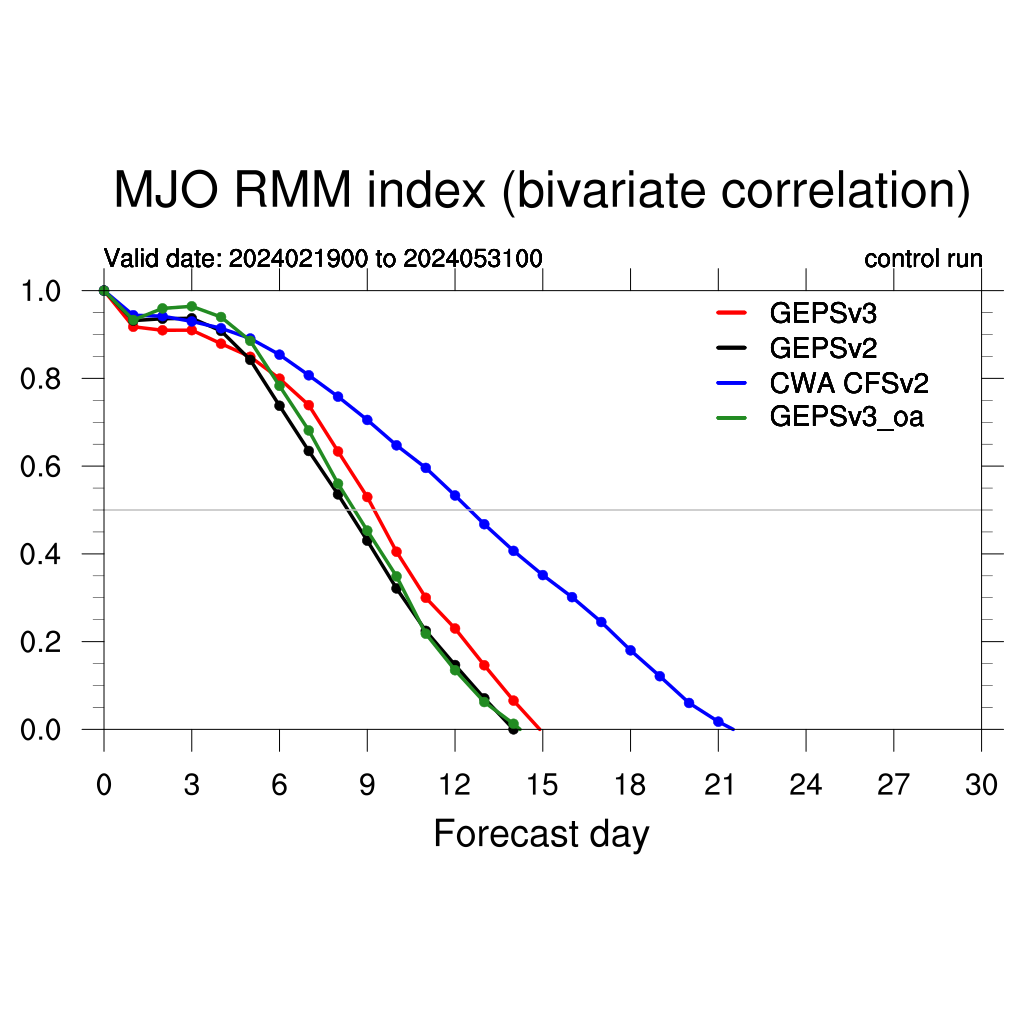 MJO RMM index (bivariate correlation)
Valid date: 2024021900 to 2024053100 control run
1.0
0.8
0.6
0.4
0.2
0.0
GEPSv3
GEPSv2
CWA CFSv2
GEPSv3_oa
0 3 6 9 12 15 18 21 24 27 30
Forecast day